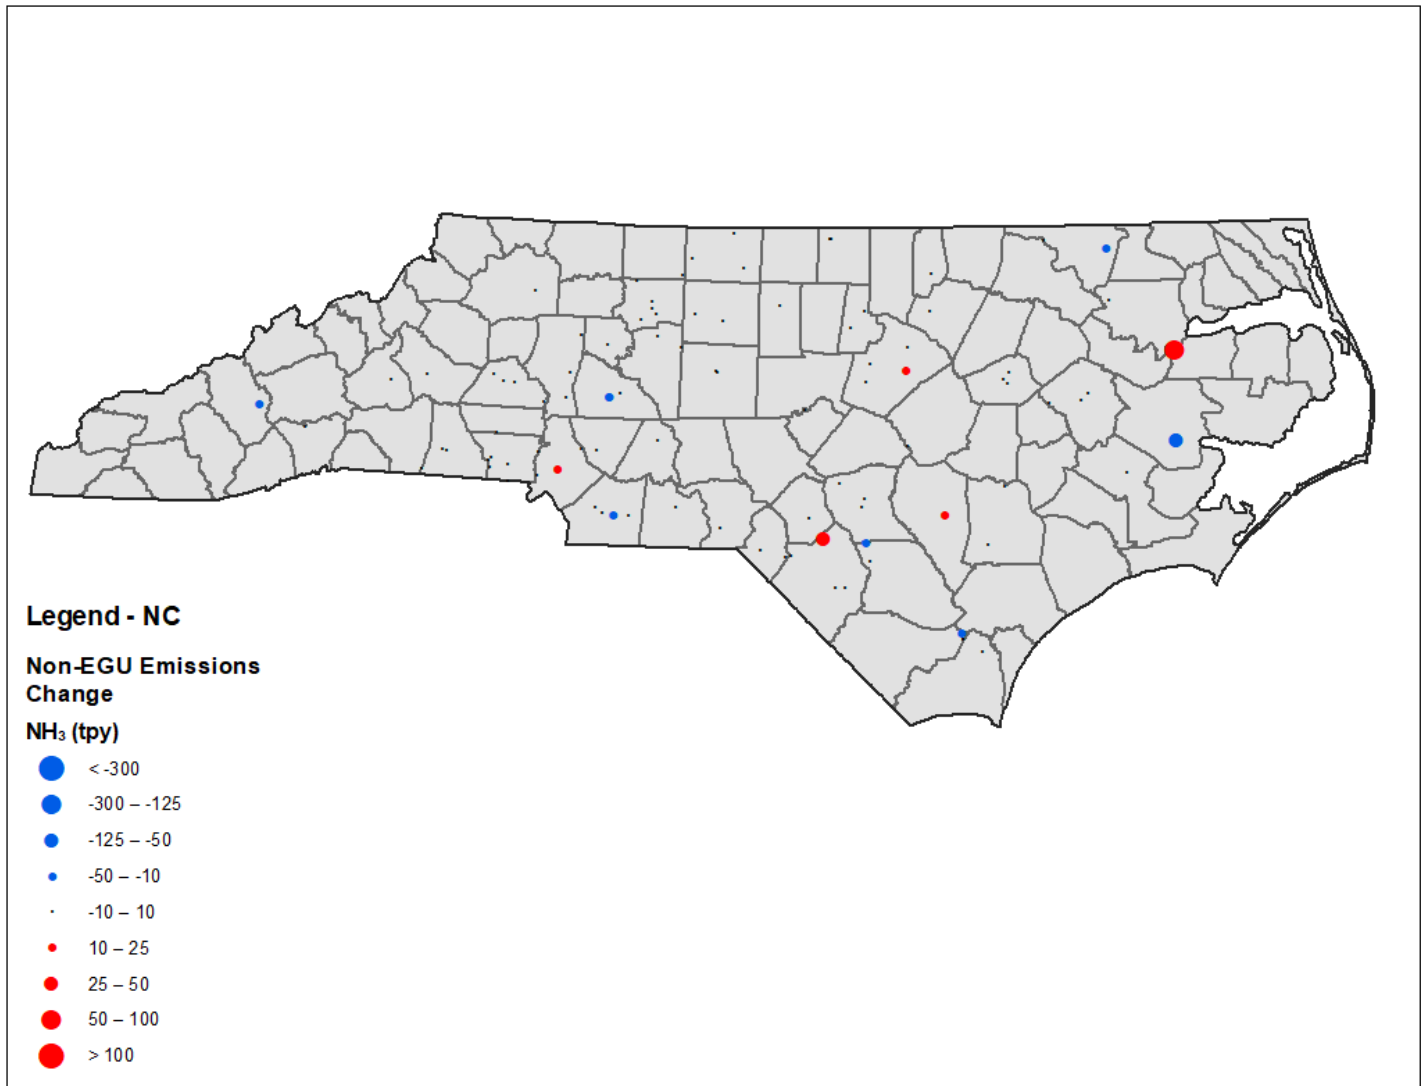 Legend - NC
Non-EGU Emissions
Change
NH₃ (tpy)
< -300
-300 – -125
-125 – -50
-50 – -10
-10 – 10
10 – 25
25 – 50
50 – 100
> 100